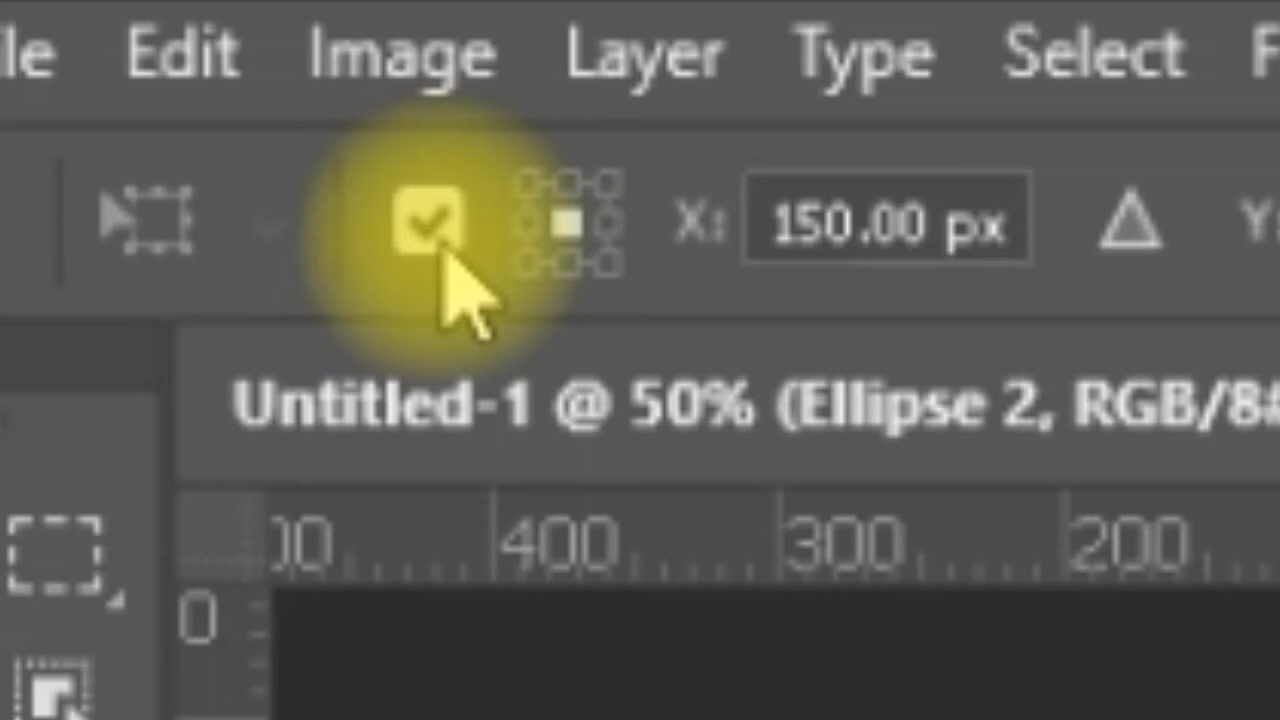 le Edit Image Layer Type Select F
X: 150.00 px Y:
Untitled-1 @ 50% (Ellipse 2, RGB/8#
00 400 300 200
0